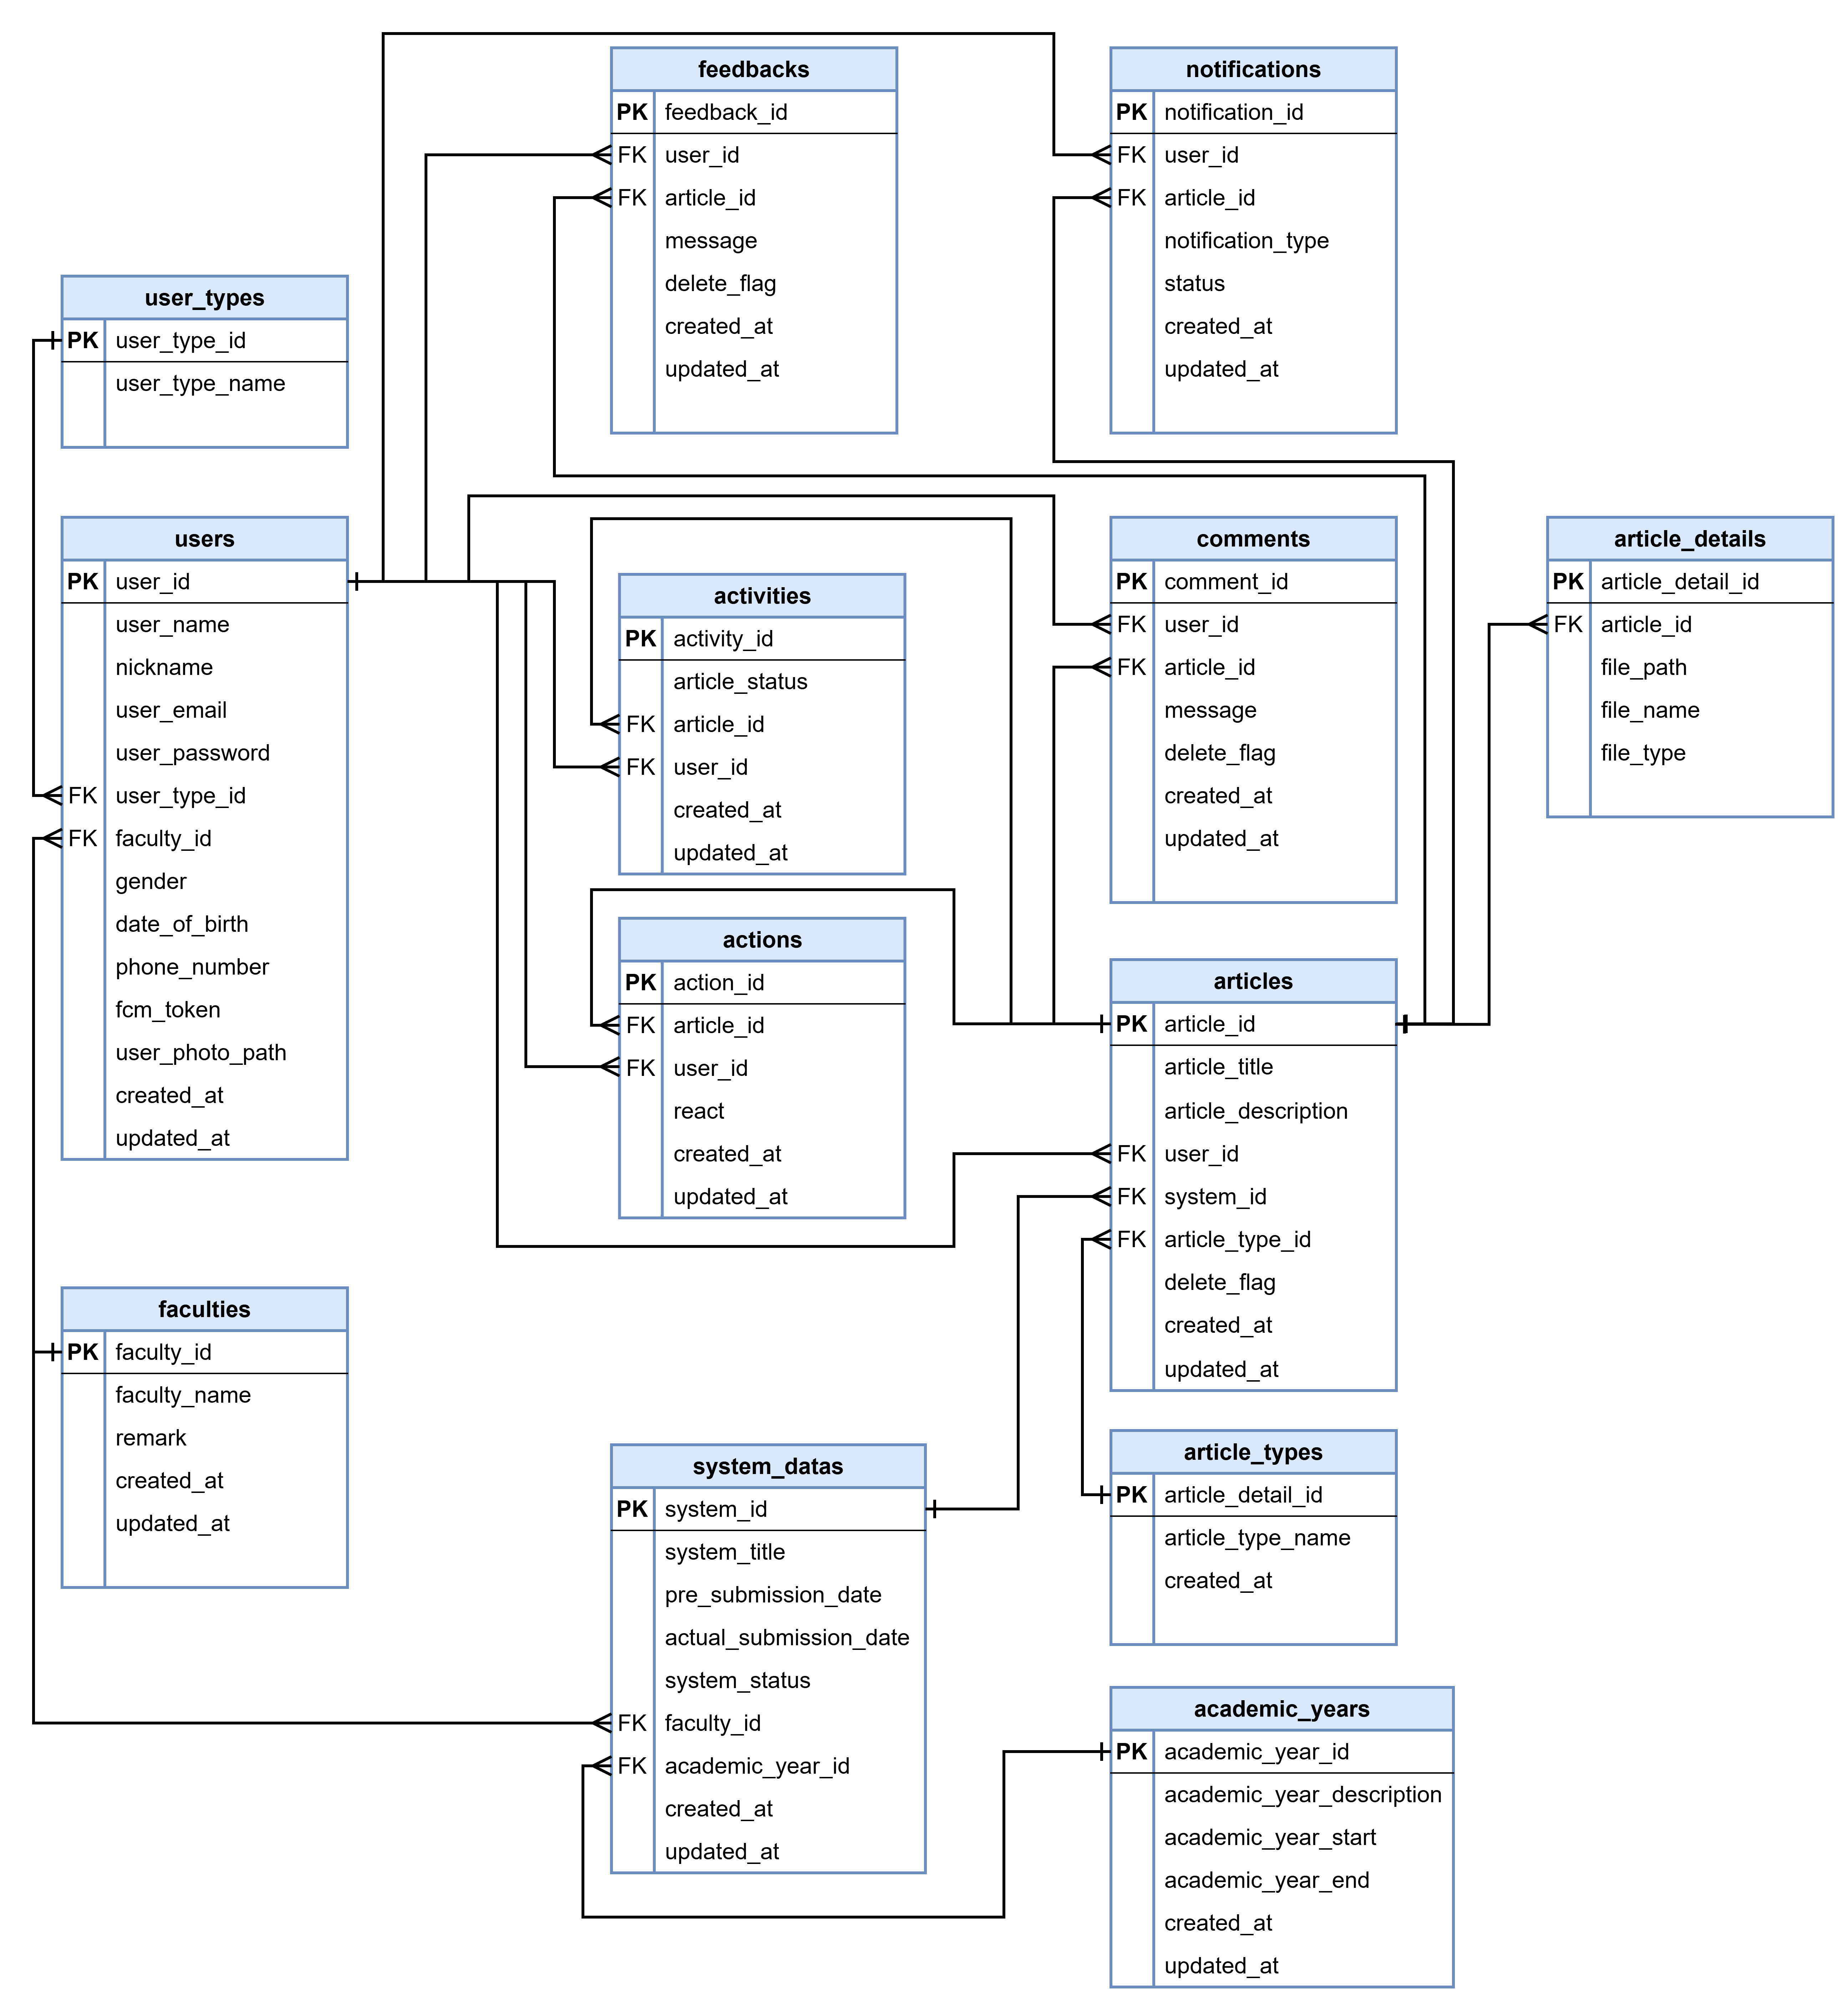 feedbacks
PK feedback_id
FK user_id
FK article_id
message
delete_flag
created_at
updated_at
notifications
PK notification_id
FK user_id
FK article_id
notification_type
status
created_at
updated_at
user_types
PK user_type_id
user_type_name
users
PK user_id
user_name
nickname
user_email
user_password
FK user_type_id
FK faculty_id
gender
date_of_birth
phone_number
fcm_token
user_photo_path
created_at
updated_at
activities
PK activity_id
article_status
FK article_id
FK user_id
created_at
updated_at
comments
PK comment_id
FK user_id
FK article_id
message
delete_flag
created_at
updated_at
article_details
PK article_detail_id
FK article_id
file_path
file_name
file_type
actions
PK action_id
FK article_id
FK user_id
react
created_at
updated_at
articles
PK article_id
article_title
article_description
FK user_id
FK system_id
FK article_type_id
delete_flag
created_at
updated_at
faculties
PK faculty_id
faculty_name
remark
created_at
updated_at
system_datas
PK system_id
system_title
pre_submission_date
actual_submission_date
system_status
FK faculty_id
FK academic_year_id
created_at
updated_at
article_types
PK article_detail_id
article_type_name
created_at
academic_years
PK academic_year_id
academic_year_description
academic_year_start
academic_year_end
created_at
updated_at